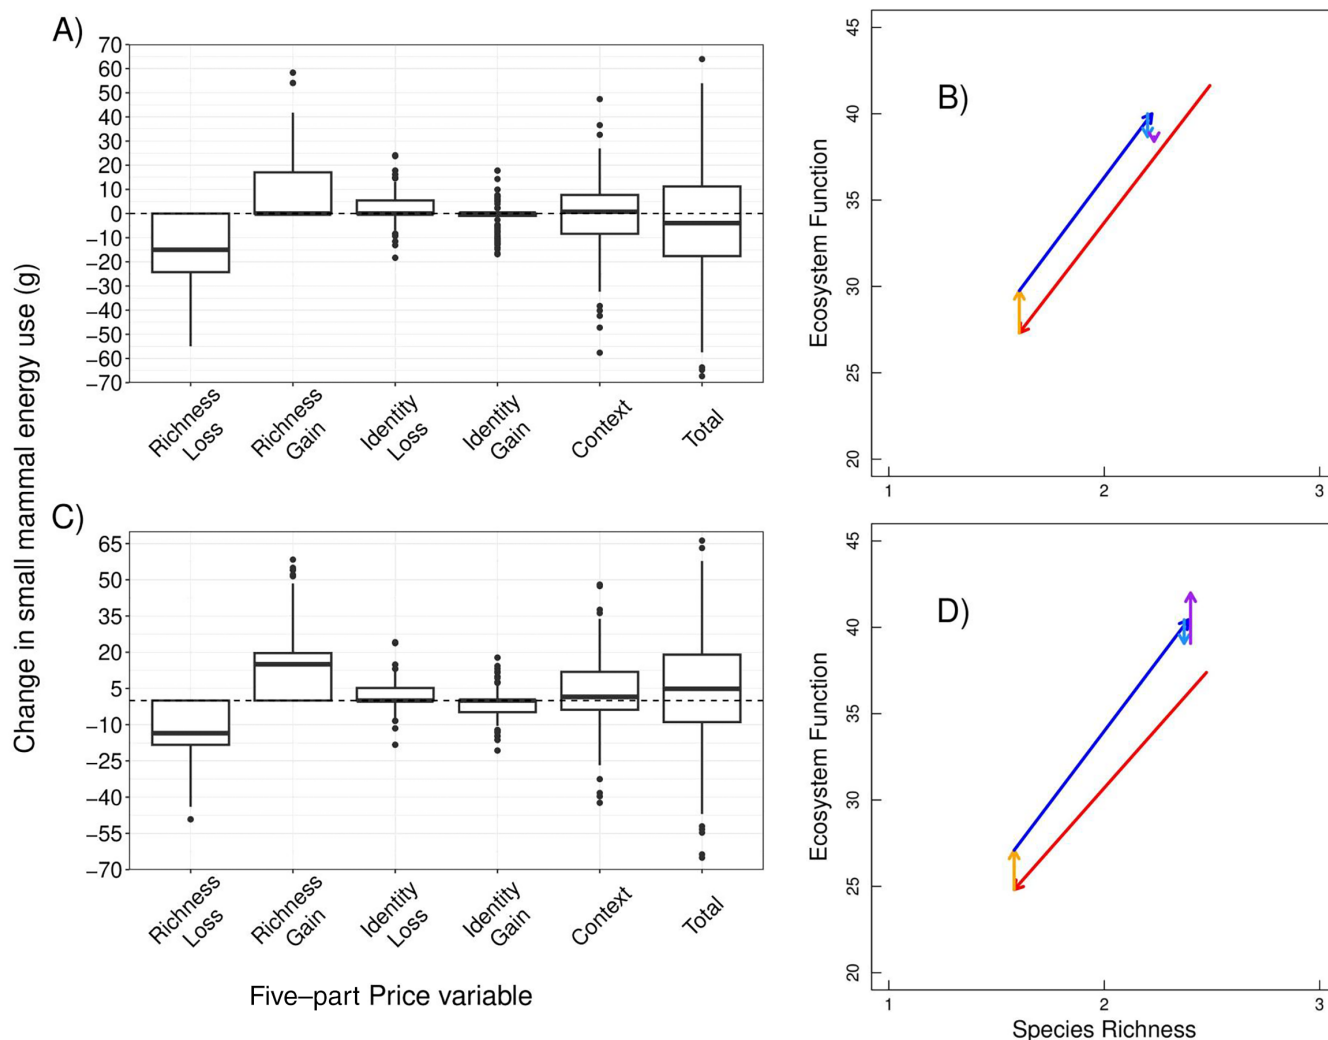 A)
70
60
50
40
30
20
10
0
−10
−20
−30
−40
−50
−60
−70
Richness
Loss
Richness
Gain
Identity
Loss
Identity
Gain
Context
Total
B)
Ecosystem Function
45
40
35
30
25
20
1
2
3
Change in small mammal energy use (g)
C)
65
50
35
20
5
−10
−25
−40
−55
−70
Richness
Loss
Richness
Gain
Identity
Loss
Identity
Gain
Context
Total
Five−part Price variable
D)
Ecosystem Function
45
40
35
30
25
20
1
2
3
Species Richness